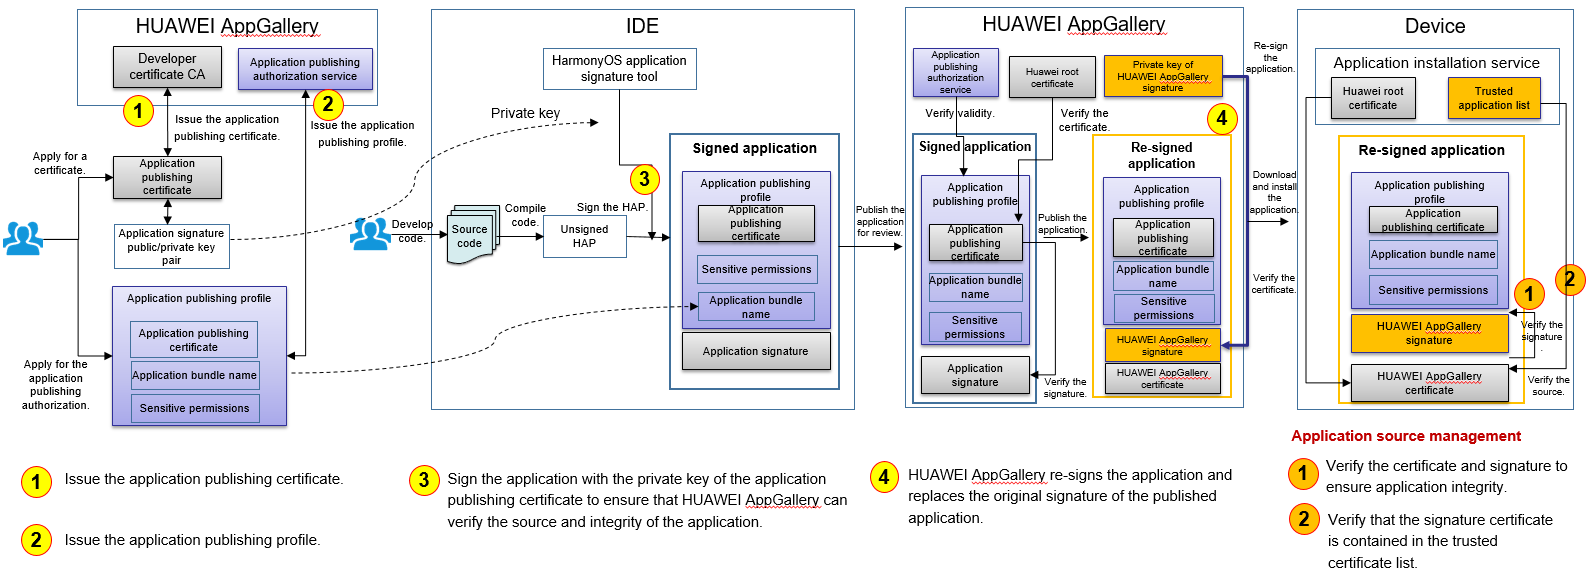 HUAWEI AppGallery
Developer
certificate CA
Application publishing
authorization service
1
2
Issue the application
publishing certificate.
Issue the application
publishing profile.
Apply for a
certificate.
Application
publishing
certificate
Application signature
public/private key
pair
Application publishing profile
Application publishing
certificate
Application bundle name
Sensitive permissions
Apply for the
application
publishing
authorization.
IDE
HarmonyOS application
signature tool
Private key
3
Sign the HAP.
Develop
code.
Source
code
Compile
code.
Unsigned
HAP
Signed application
Application publishing
profile
Application publishing
certificate
Sensitive permissions
Application bundle
name
Application signature
Publish the
application
for review.
HUAWEI AppGallery
Application
publishing
authorization
service
Huawei root
certificate
Private key of
HUAWEI AppGallery
signature
Verify validity.
Verify the
certificate.
4
Signed application
Application
publishing profile
Application
publishing
certificate
Application bundle
name
Sensitive
permissions
Application
signature
Verify the
signature.
Publish the
application.
Re-signed
application
Application
publishing profile
Application
publishing
certificate
Application bundle
name
Sensitive
permissions
HUAWEI AppGallery
signature
HUAWEI AppGallery
certificate
Re-sign
the
application.
Download
and install
the
application.
Verify the
certificate.
Device
Application installation service
Huawei root
certificate
Trusted
application list
Re-signed application
Application publishing
profile
Application
publishing certificate
Application bundle name
Sensitive permissions
1
2
HUAWEI AppGallery
signature
Verify the
signature
.
HUAWEI AppGallery
certificate
Verify the
source.
1
Issue the application publishing certificate.
2
Issue the application publishing profile.
3
Sign the application with the private key of the application
publishing certificate to ensure that HUAWEI AppGallery can
verify the source and integrity of the application.
4
HUAWEI AppGallery re-signs the application and
replaces the original signature of the published
application.
Application source management
1
Verify the certificate and signature to
ensure application integrity.
2
Verify that the signature certificate
is contained in the trusted
certificate list.